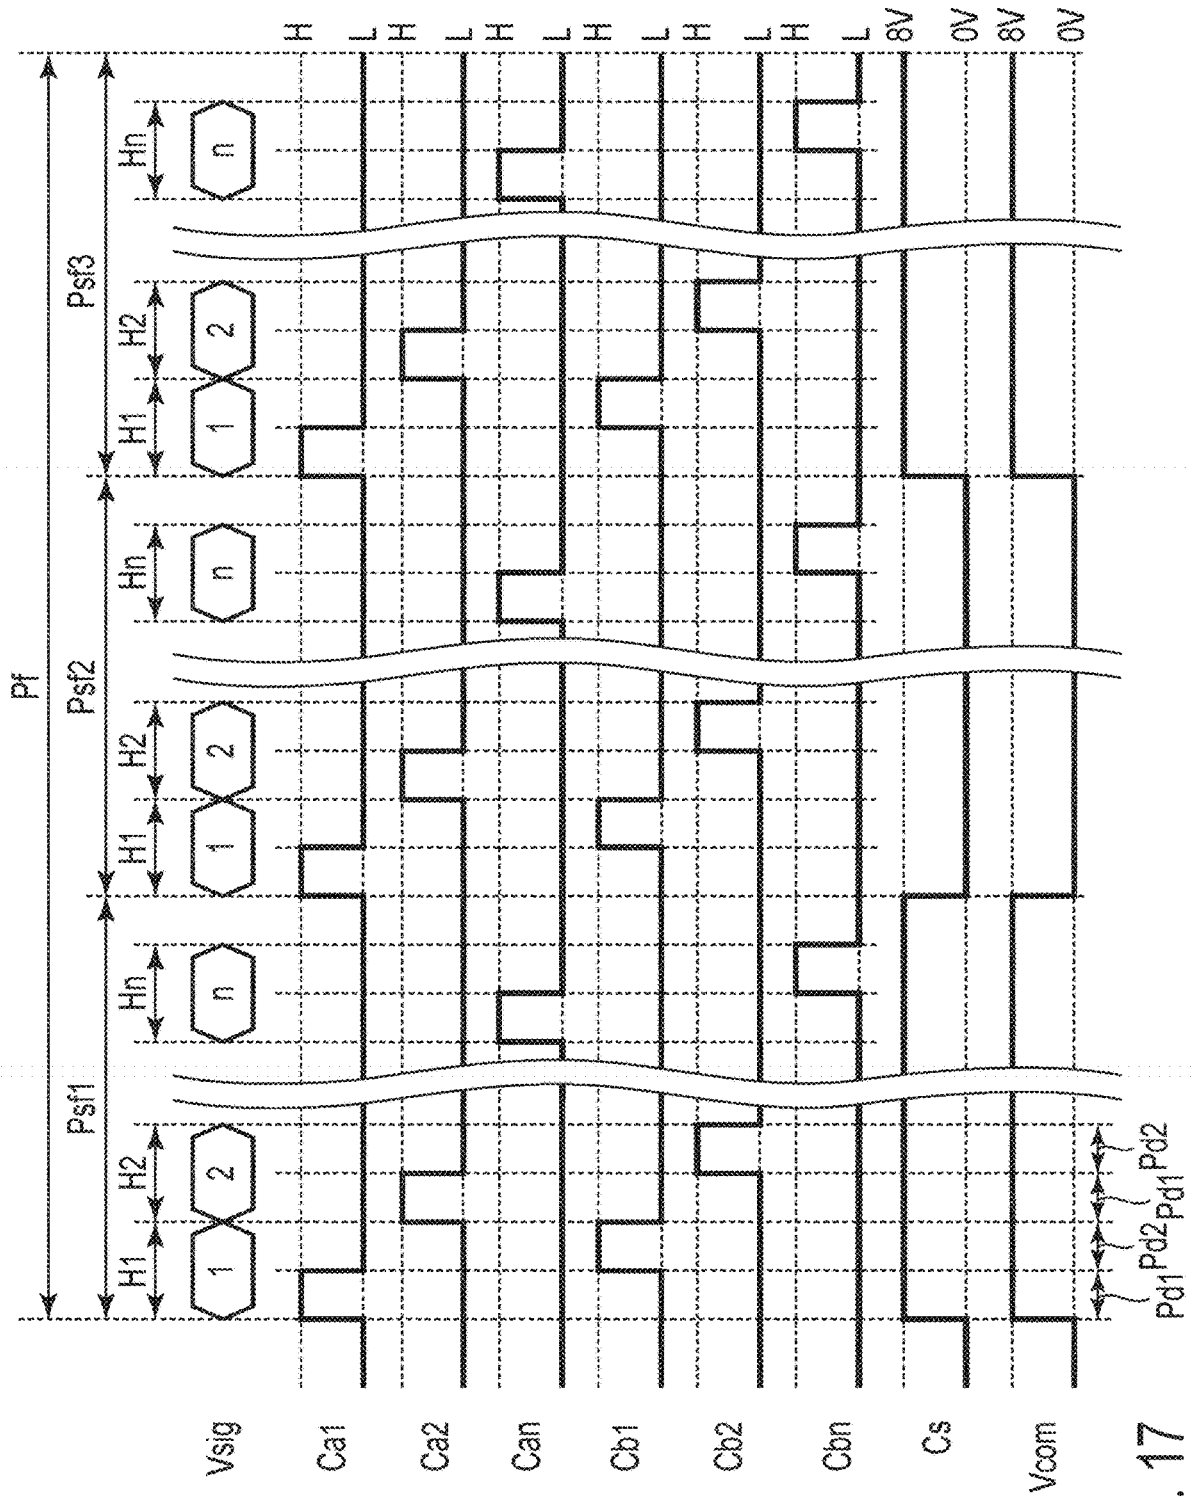 Pf
Psf1 Psf2 Psf3
H1 H2 Hn H1 H2 Hn H1 H2 Hn
Vsig 1 2 n 1 2 n 1 2 n
Ca1 H L
Ca2 H L
Can H L
Cb1 H L
Cb2 H L
Cbn H L
Cs 8V 0V
Vcom 8V 0V
Pd1 Pd2 Pd1 Pd2
. 17